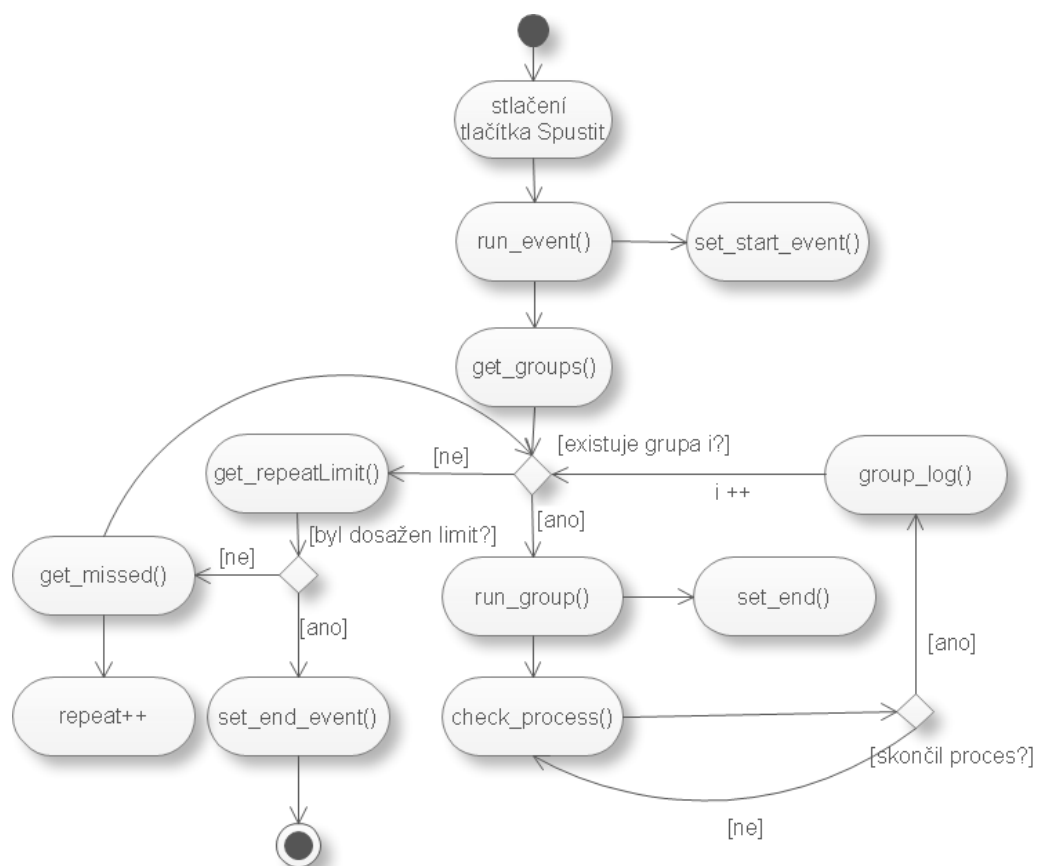 stlačení
tlačítka Spustit
run_event()
set_start_event()
get_groups()
[existuje grupa i?]
[ne]
get_repeatLimit()
group_log()
i ++
[ano]
[byl dosažen limit?]
[ne]
get_missed()
run_group()
set_end()
[ano]
[ano]
repeat++
set_end_event()
check_process()
[skončil proces?]
[ne]